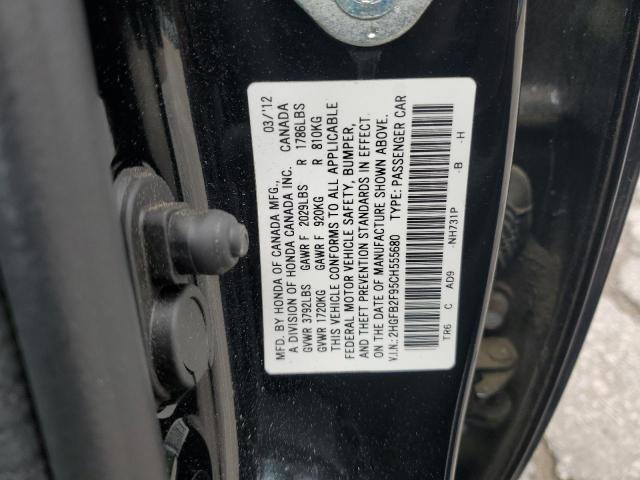 MFD. BY HONDA OF CANADA MFG., 03/'12
A DIVISION OF HONDA CANADA INC. CANADA
GVWR 3792LBS GAWR F 2029LBS R 1786LBS
GVWR 1720KG GAWR F 920KG R 810KG
THIS VEHICLE CONFORMS TO ALL APPLICABLE
FEDERAL MOTOR VEHICLE SAFETY, BUMPER,
AND THEFT PREVENTION STANDARDS IN EFFECT
ON THE DATE OF MANUFACTURE SHOWN ABOVE.
V.I.N.: 2HGFB2F95CH555680 TYPE: PASSENGER CAR
TR6 C AD9 -NH731P -B -H